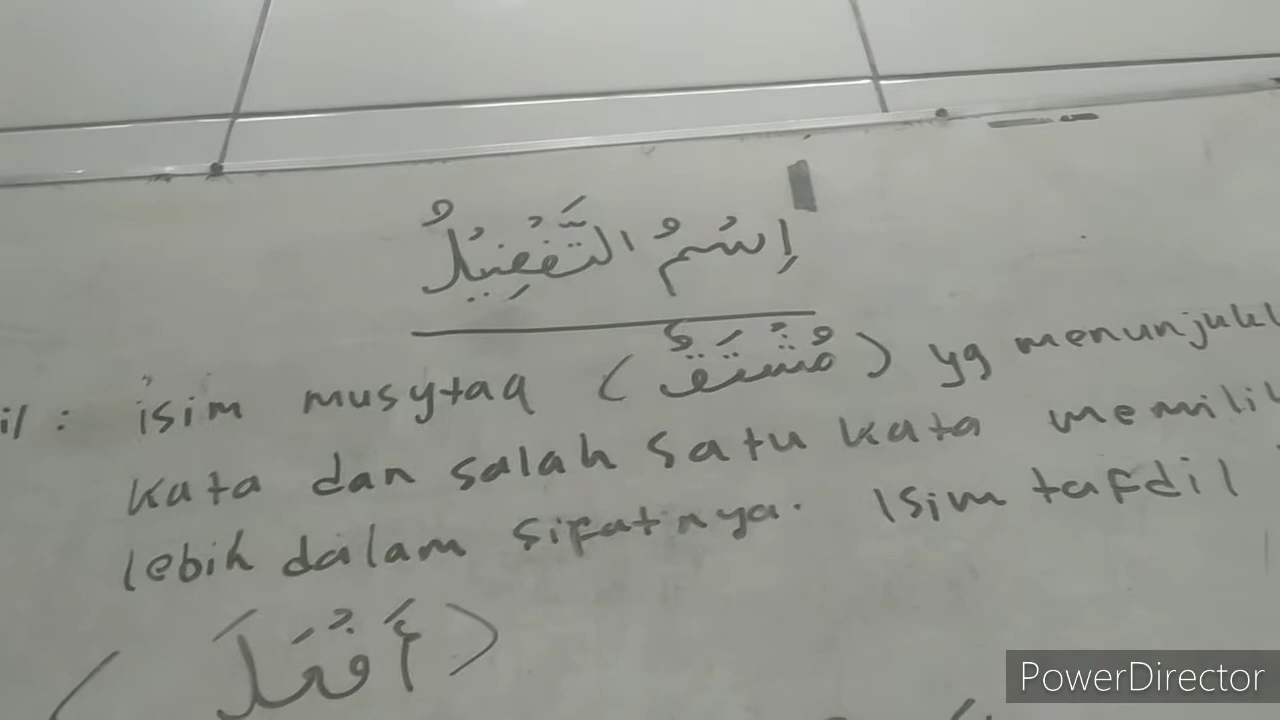 إِسْمُ التَّفْضِيْلُ
il : isim musytaq (مُشْتَقٌ) yg menunjukk
kata dan salah satu kata memilik
lebih dalam sifatnya. Isim tafdil
(أَفْعَلَ)
PowerDirector